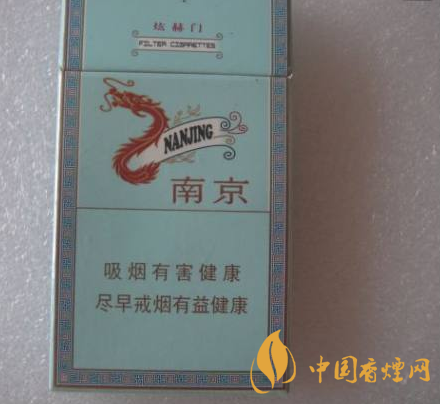 炫赫门
FILTER CIGARETTES
NANJING
南京
吸烟有害健康
尽早戒烟有益健康
中国香烟网